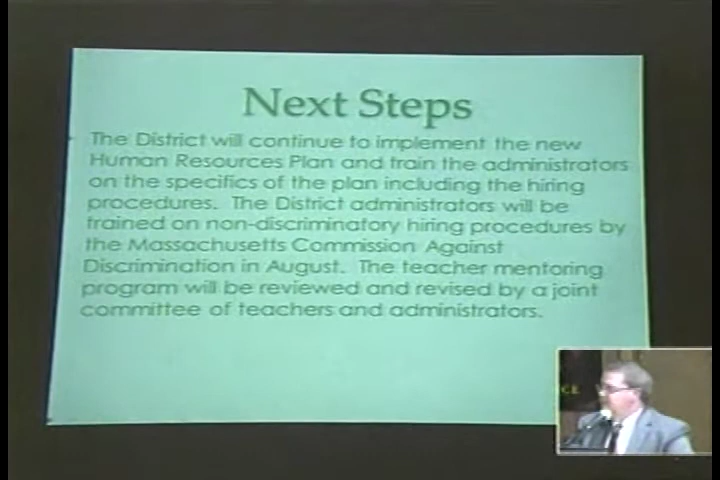 Next Steps
The District will continue to implement the new
Human Resources Plan and train the administrators
on the specifics of the plan including the hiring
procedures. The District administrators will be
trained on non-discriminatory hiring procedures by
the Massachusetts Commission Against
Discrimination in August. The teacher mentoring
program will be reviewed and revised by a joint
committee of teachers and administrators.